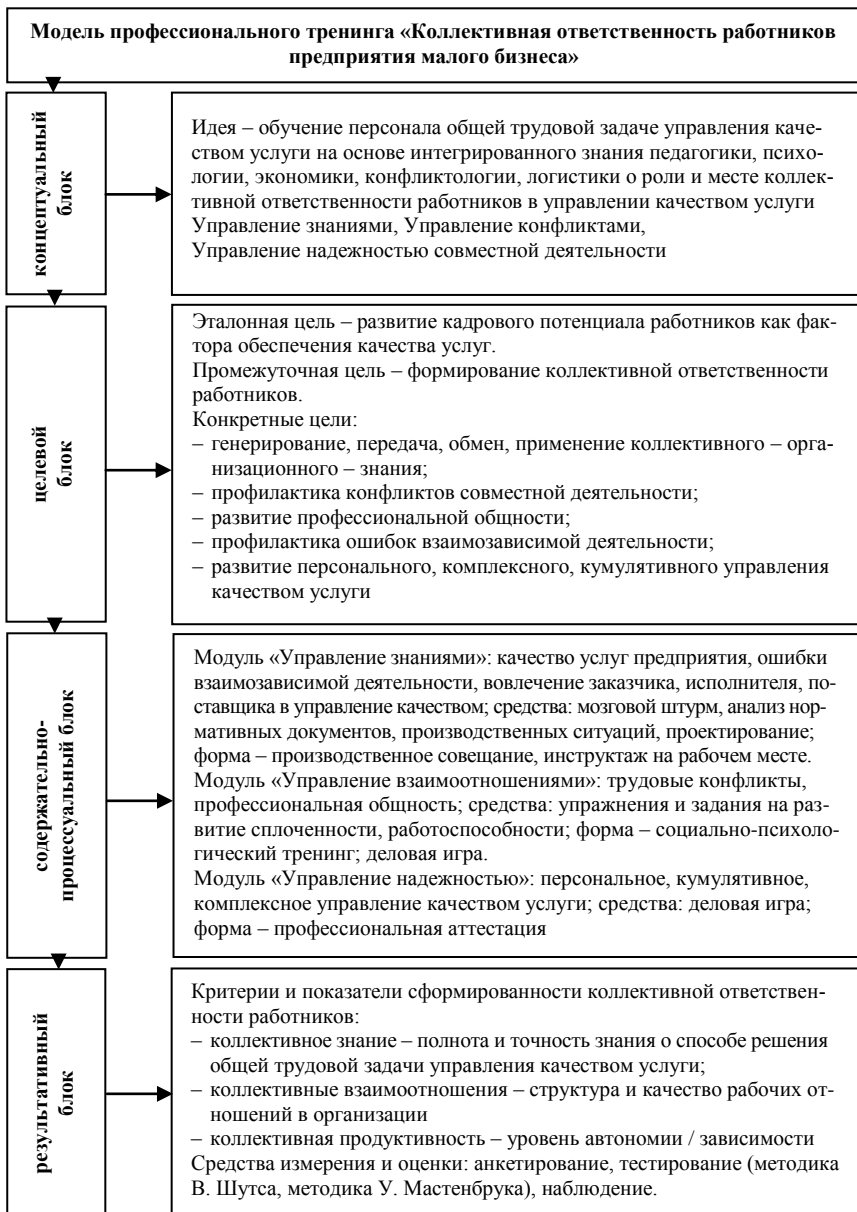 Модель профессионального тренинга «Коллективная ответственность работников
предприятия малого бизнеса»
концептуальный
блок
Идея – обучение персонала общей трудовой задаче управления каче-
ством услуги на основе интегрированного знания педагогики, психо-
логии, экономики, конфликтологии, логистики о роли и месте коллек-
тивной ответственности работников в управлении качеством услуги
Управление знаниями, Управление конфликтами,
Управление надежностью совместной деятельности
целевой
блок
Эталонная цель – развитие кадрового потенциала работников как фак-
тора обеспечения качества услуг.
Промежуточная цель – формирование коллективной ответственности
работников.
Конкретные цели:
– генерирование, передача, обмен, применение коллективного – орга-
низационного – знания;
– профилактика конфликтов совместной деятельности;
– развитие профессиональной общности;
– профилактика ошибок взаимозависимой деятельности;
– развитие персонального, комплексного, кумулятивного управления
качеством услуги
содержательно-
процессуальный блок
Модуль «Управление знаниями»: качество услуг предприятия, ошибки
взаимозависимой деятельности, вовлечение заказчика, исполнителя, по-
ставщика в управление качеством; средства: мозговой штурм, анализ нор-
мативных документов, производственных ситуаций, проектирование;
форма – производственное совещание, инструктаж на рабочем месте.
Модуль «Управление взаимоотношениями»: трудовые конфликты,
профессиональная общность; средства: упражнения и задания на раз-
витие сплоченности, работоспособности; форма – социально-психоло-
гический тренинг; деловая игра.
Модуль «Управление надежностью»: персональное, кумулятивное,
комплексное управление качеством услуги; средства: деловая игра;
форма – профессиональная аттестация
результативный
блок
Критерии и показатели сформированности коллективной ответствен-
ности работников:
– коллективное знание – полнота и точность знания о способе решения
общей трудовой задачи управления качеством услуги;
– коллективные взаимоотношения – структура и качество рабочих от-
ношений в организации
– коллективная продуктивность – уровень автономии / зависимости
Средства измерения и оценки: анкетирование, тестирование (методика
В. Шутса, методика У. Мастенбрука), наблюдение.